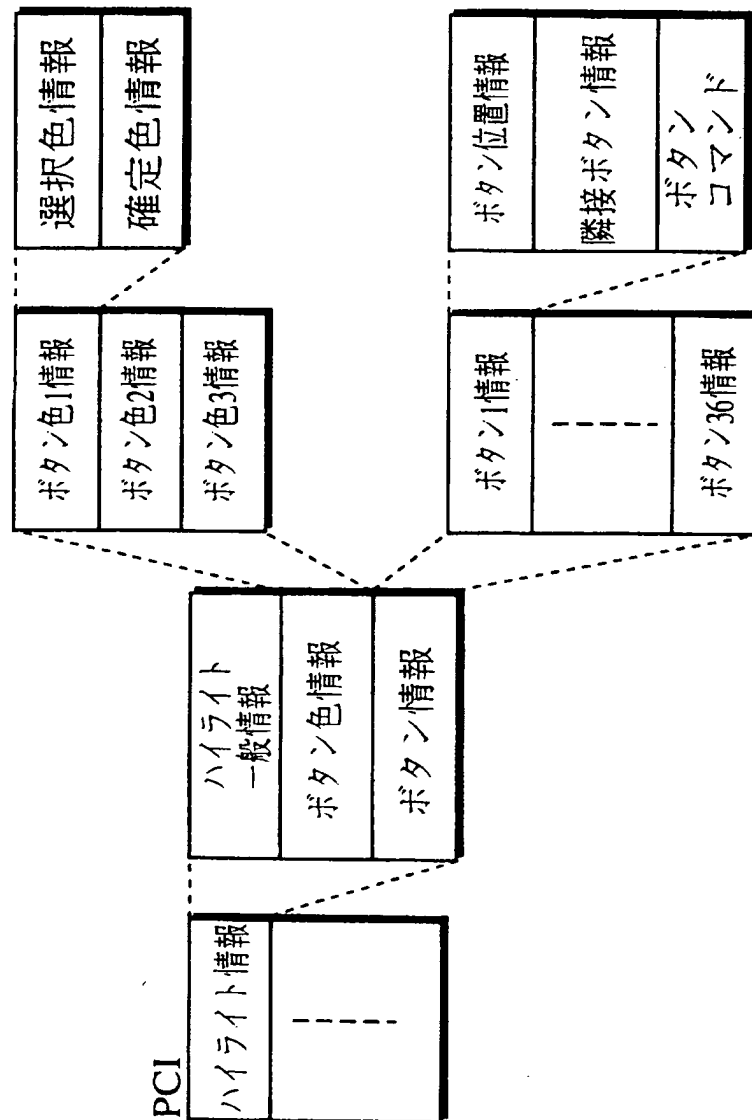 PCI
ハイライト情報
ハイライト
一般情報
ボタン色情報
ボタン情報
ボタン色1情報
ボタン色2情報
ボタン色3情報
選択色情報
確定色情報
ボタン1情報
ボタン36情報
ボタン位置情報
隣接ボタン情報
ボタン
コマンド